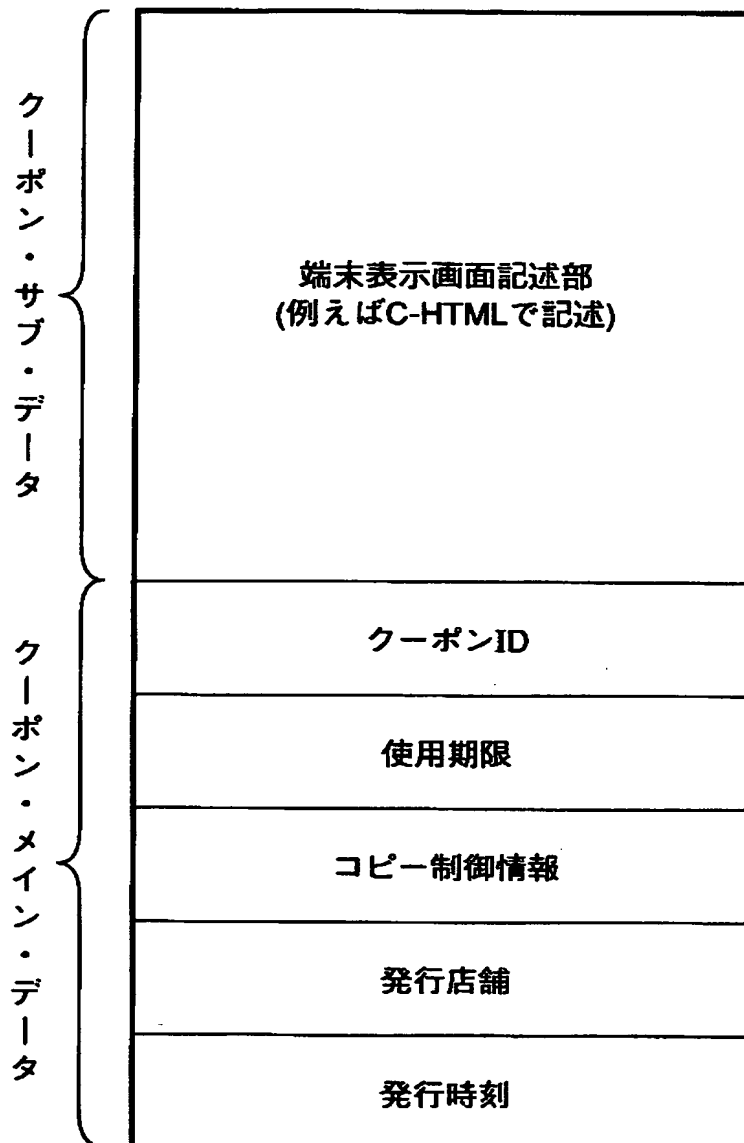 クーポン・サブ・データ
端末表示画面記述部
(例えばC-HTMLで記述)
クーポン・メイン・データ
クーポンID
使用期限
コピー制御情報
発行店舗
発行時刻